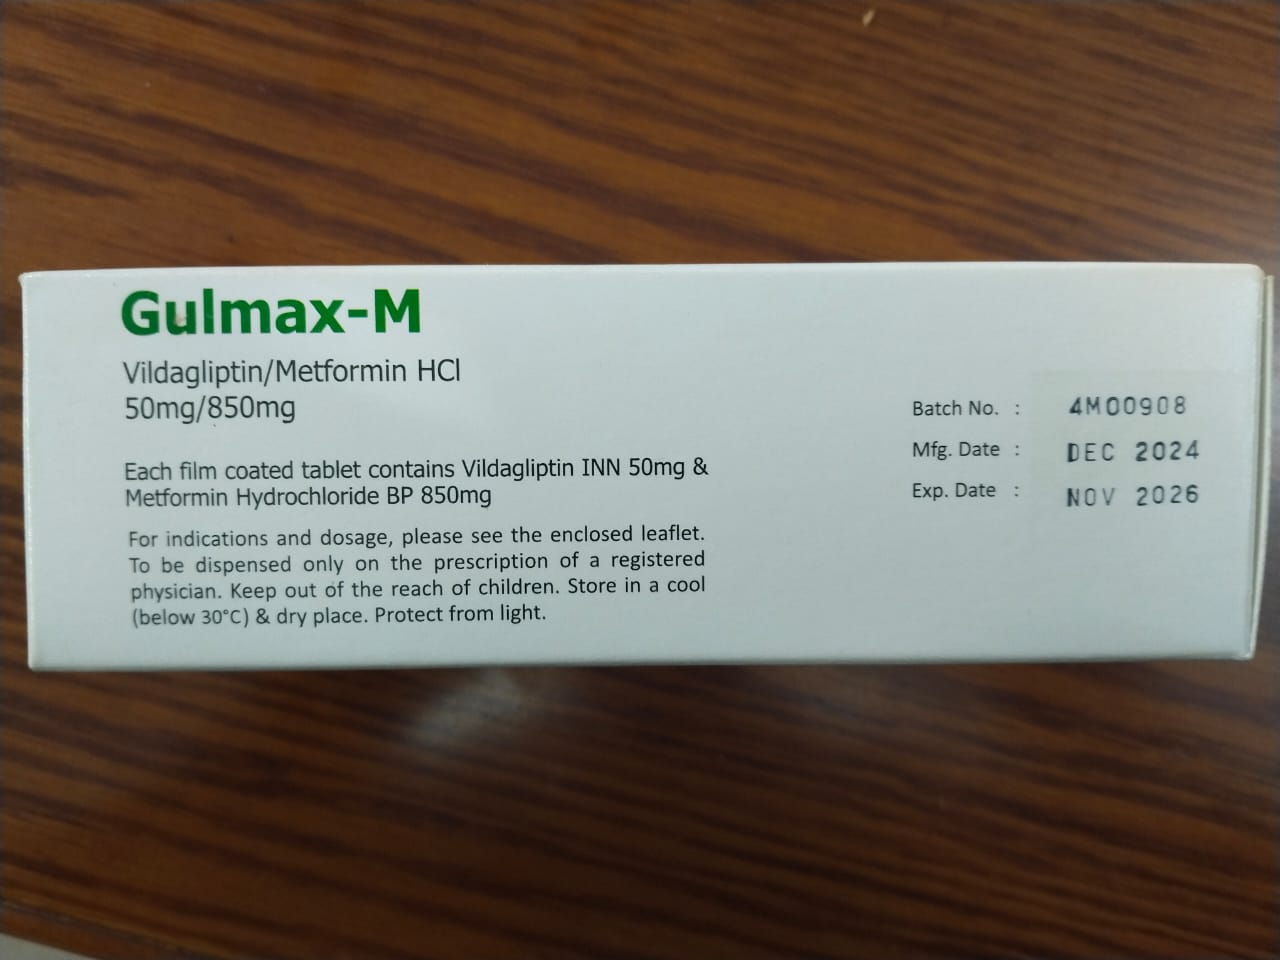 Gulmax-M
Vildagliptin/Metformin HCl
50mg/850mg
Each film coated tablet contains Vildagliptin INN 50mg &
Metformin Hydrochloride BP 850mg
For indications and dosage, please see the enclosed leaflet.
To be dispensed only on the prescription of a registered
physician. Keep out of the reach of children. Store in a cool
(below 30°C) & dry place. Protect from light.
Batch No. : 4M00908
Mfg. Date : DEC 2024
Exp. Date : NOV 2026